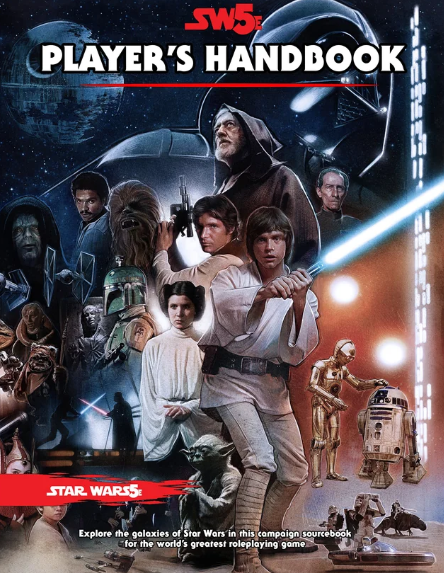 SW5E
PLAYER'S HANDBOOK
STAR WARS5E
Explore the galaxies of Star Wars in this campaign sourcebook
for the world's greatest roleplaying game